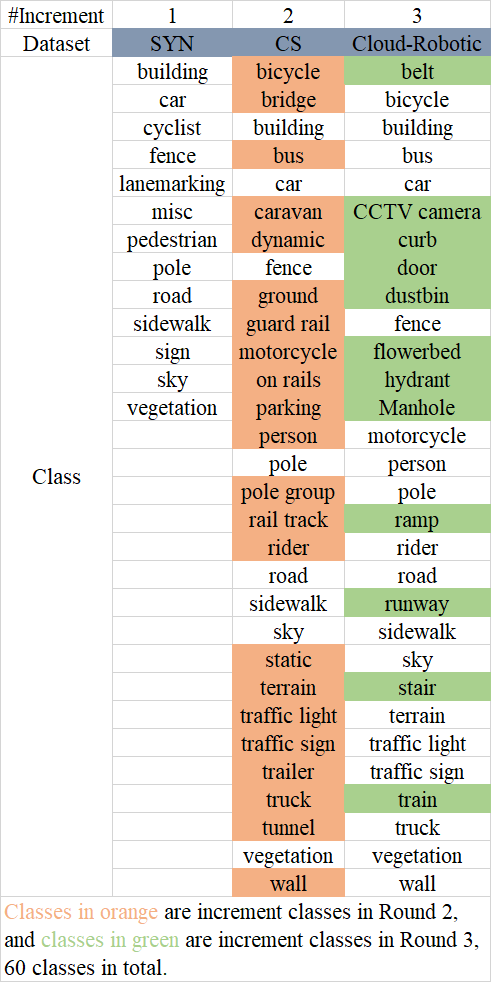 #Increment 1 2 3
Dataset SYN CS Cloud-Robotic
building bicycle belt
car bridge bicycle
cyclist building building
fence bus bus
lanemarking car car
misc caravan CCTV camera
pedestrian dynamic curb
pole fence door
road ground dustbin
sidewalk guard rail fence
sign motorcycle flowerbed
sky on rails hydrant
vegetation parking Manhole
person motorcycle
Class pole person
pole group pole
rail track ramp
rider rider
road road
sidewalk runway
sky sidewalk
static sky
terrain stair
traffic light terrain
traffic sign traffic light
trailer traffic sign
truck train
tunnel truck
vegetation vegetation
wall wall
Classes in orange are increment classes in Round 2,
and classes in green are increment classes in Round 3,
60 classes in total.